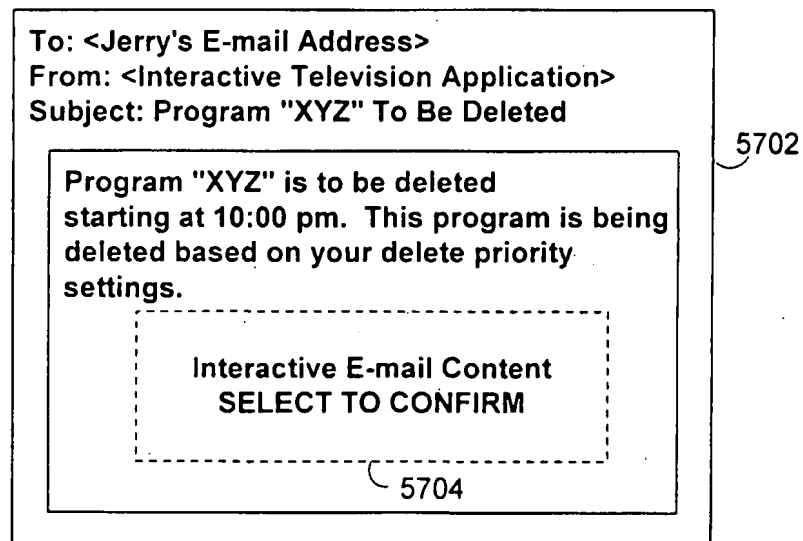 To: <Jerry's E-mail Address>
From: <Interactive Television Application>
Subject: Program "XYZ" To Be Deleted
5702
Program "XYZ" is to be deleted
starting at 10:00 pm. This program is being
deleted based on your delete priority
settings.
Interactive E-mail Content
SELECT TO CONFIRM
5704